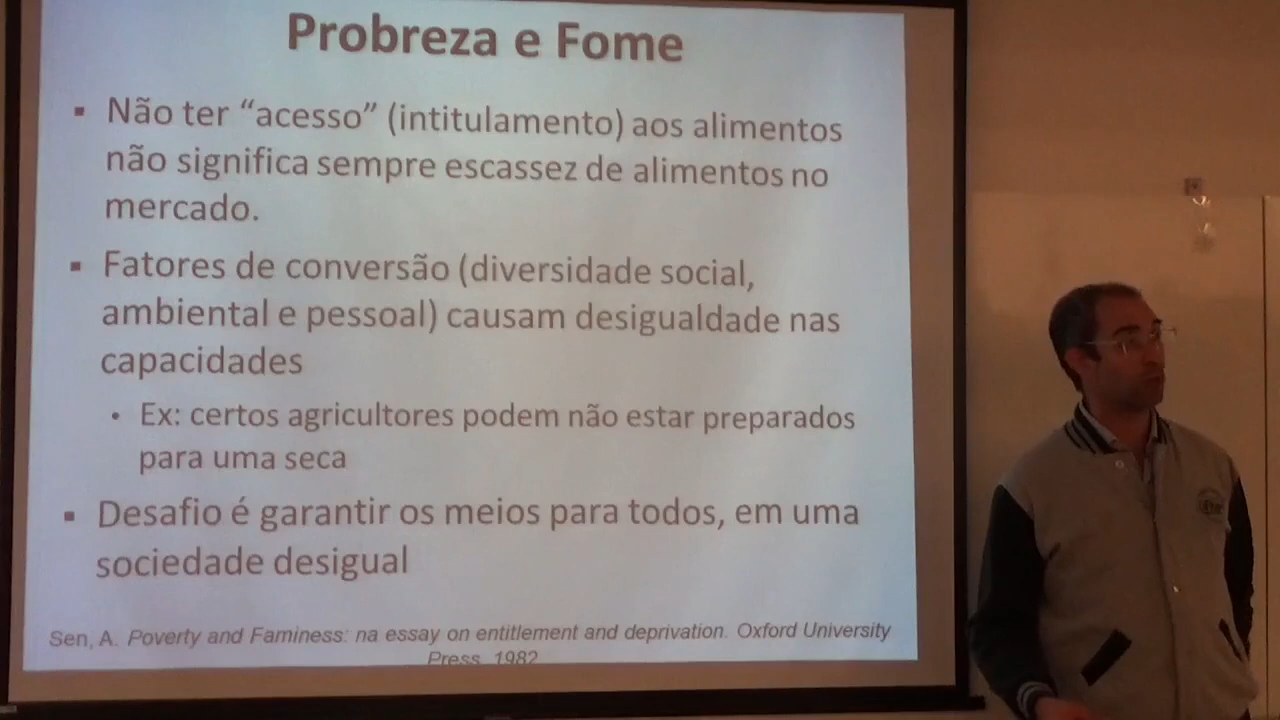 Probreza e Fome
▪ Não ter “acesso” (intitulamento) aos alimentos
não significa sempre escassez de alimentos no
mercado.
▪ Fatores de conversão (diversidade social,
ambiental e pessoal) causam desigualdade nas
capacidades
• Ex: certos agricultores podem não estar preparados
para uma seca
▪ Desafio é garantir os meios para todos, em uma
sociedade desigual
Sen, A. Poverty and Faminess: na essay on entitlement and deprivation. Oxford University
Press, 1982